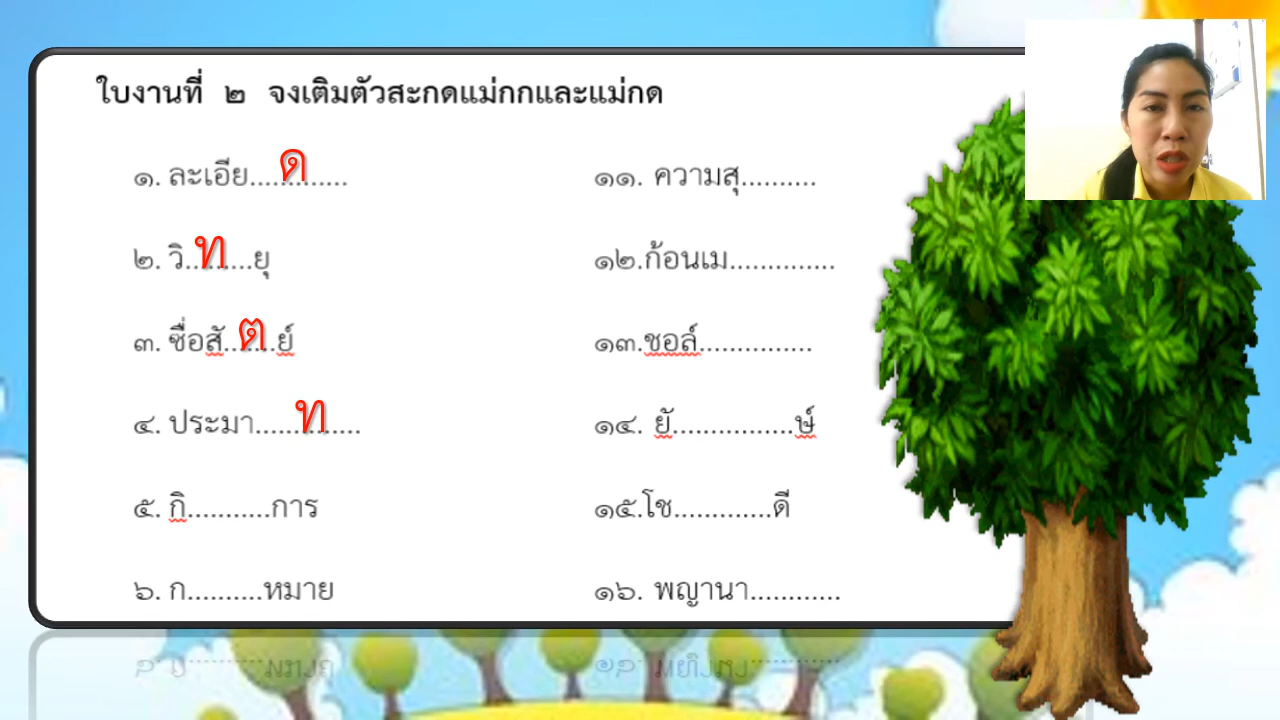 ใบงานที่ ๒ จงเติมตัวสะกดแม่กกและแม่กด
๑. ละเอีย......ด.......
๒. วิ...ท......ยุ
๓. ซื่อสั...ต....ย์
๔. ประมา......ท.......
๕. กิ...........การ
๖. ก..........หมาย
๑๑. ความสุ..........
๑๒.ก้อนเม..............
๑๓.ชอล์...............
๑๔. ยั................ษ์
๑๕.โช.............ดี
๑๖. พญานา............